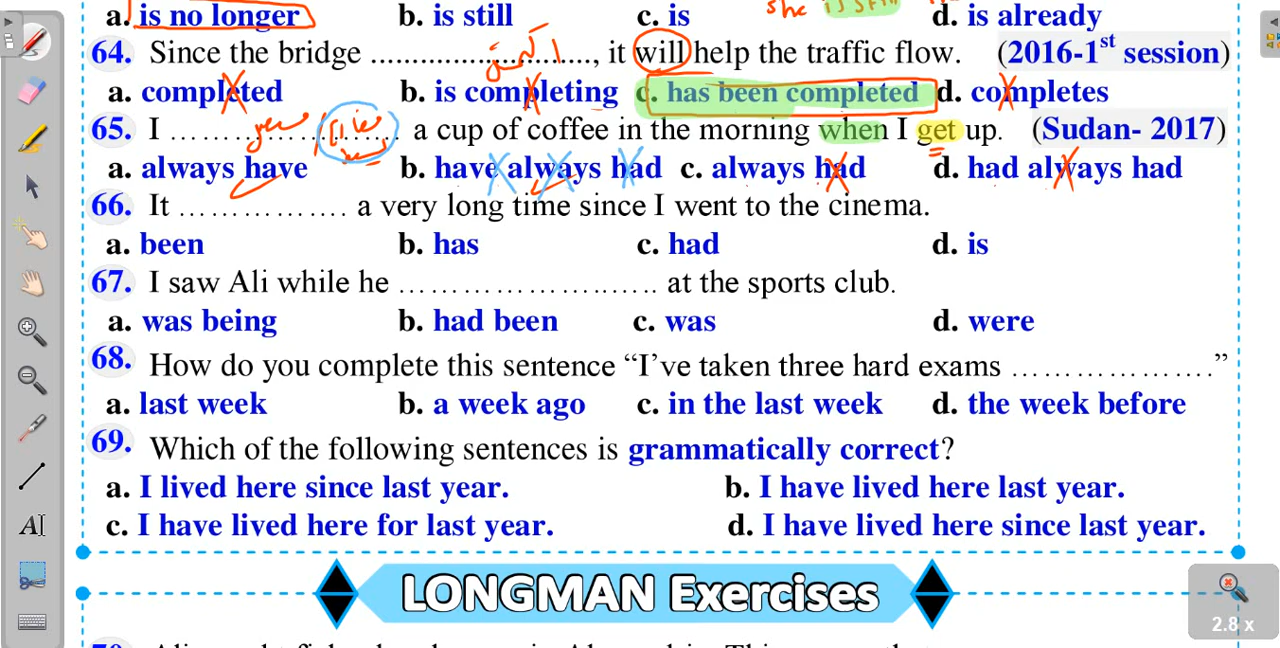 a. is no longer b. is still c. is d. is already
she is still
64. Since the bridge ……………………, it will help the traffic flow. (2016-1st session)
a. completed b. is completing c. has been completed d. completes
65. I …………………… a cup of coffee in the morning when I get up. (Sudan- 2017)
a. always have b. have always had c. always had d. had always had
66. It …………… a very long time since I went to the cinema.
a. been b. has c. had d. is
67. I saw Ali while he …………………….…… at the sports club.
a. was being b. had been c. was d. were
68. How do you complete this sentence “I’ve taken three hard exams ……………….”
a. last week b. a week ago c. in the last week d. the week before
69. Which of the following sentences is grammatically correct?
a. I lived here since last year. b. I have lived here last year.
c. I have lived here for last year. d. I have lived here since last year.
LONGMAN Exercises
2.8 x